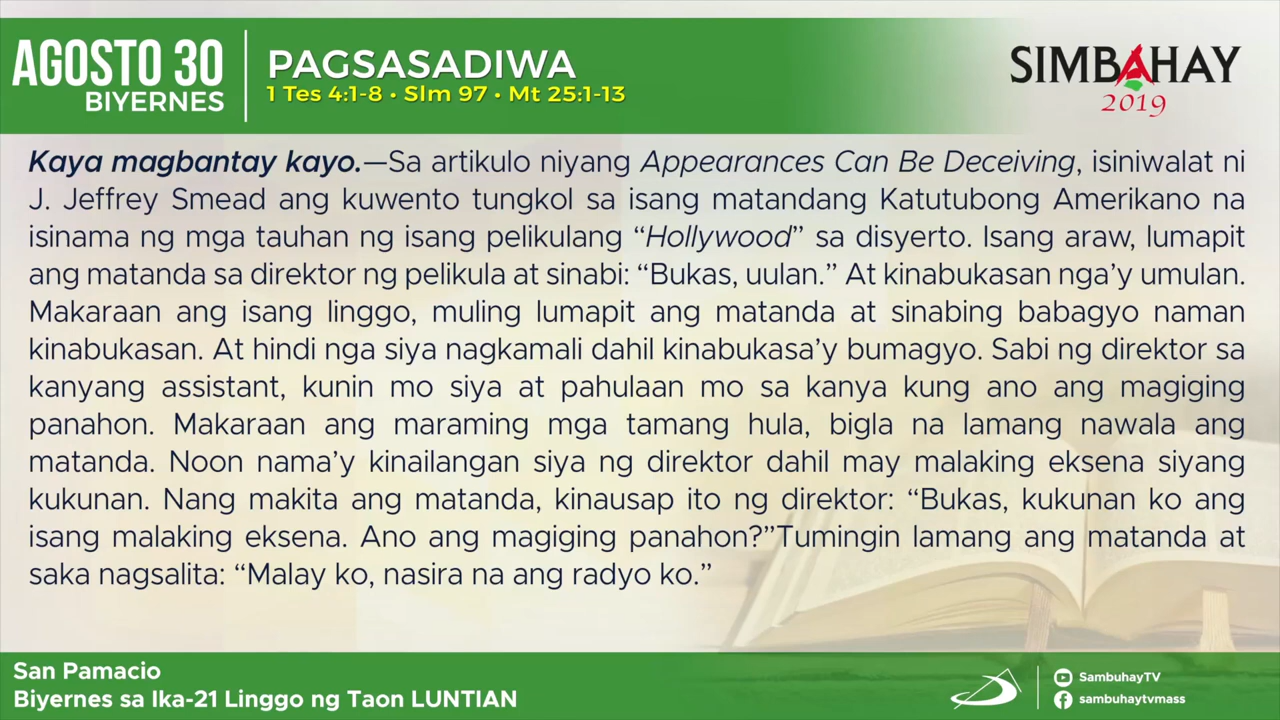 AGOSTO 30
BIYERNES
PAGSASADIWA
1 Tes 4:1-8 • Slm 97 • Mt 25:1-13
SIMBAHAY
2019
Kaya magbantay kayo.—Sa artikulo niyang Appearances Can Be Deceiving, isiniwalat ni
J. Jeffrey Smead ang kuwento tungkol sa isang matandang Katutubong Amerikano na
isinama ng mga tauhan ng isang pelikulang “Hollywood” sa disyerto. Isang araw, lumapit
ang matanda sa direktor ng pelikula at sinabi: “Bukas, uulan.” At kinabukasan nga’y umulan.
Makaraan ang isang linggo, muling lumapit ang matanda at sinabing babagyo naman
kinabukasan. At hindi nga siya nagkamali dahil kinabukasa’y bumagyo. Sabi ng direktor sa
kanyang assistant, kunin mo siya at pahulaan mo sa kanya kung ano ang magiging
panahon. Makaraan ang maraming mga tamang hula, bigla na lamang nawala ang
matanda. Noon nama’y kinailangan siya ng direktor dahil may malaking eksena siyang
kukunan. Nang makita ang matanda, kinausap ito ng direktor: “Bukas, kukunan ko ang
isang malaking eksena. Ano ang magiging panahon?”Tumingin lamang ang matanda at
saka nagsalita: “Malay ko, nasira na ang radyo ko.”
San Pamacio
Biyernes sa Ika-21 Linggo ng Taon LUNTIAN
SambuhayTV
sambuhaytvmass